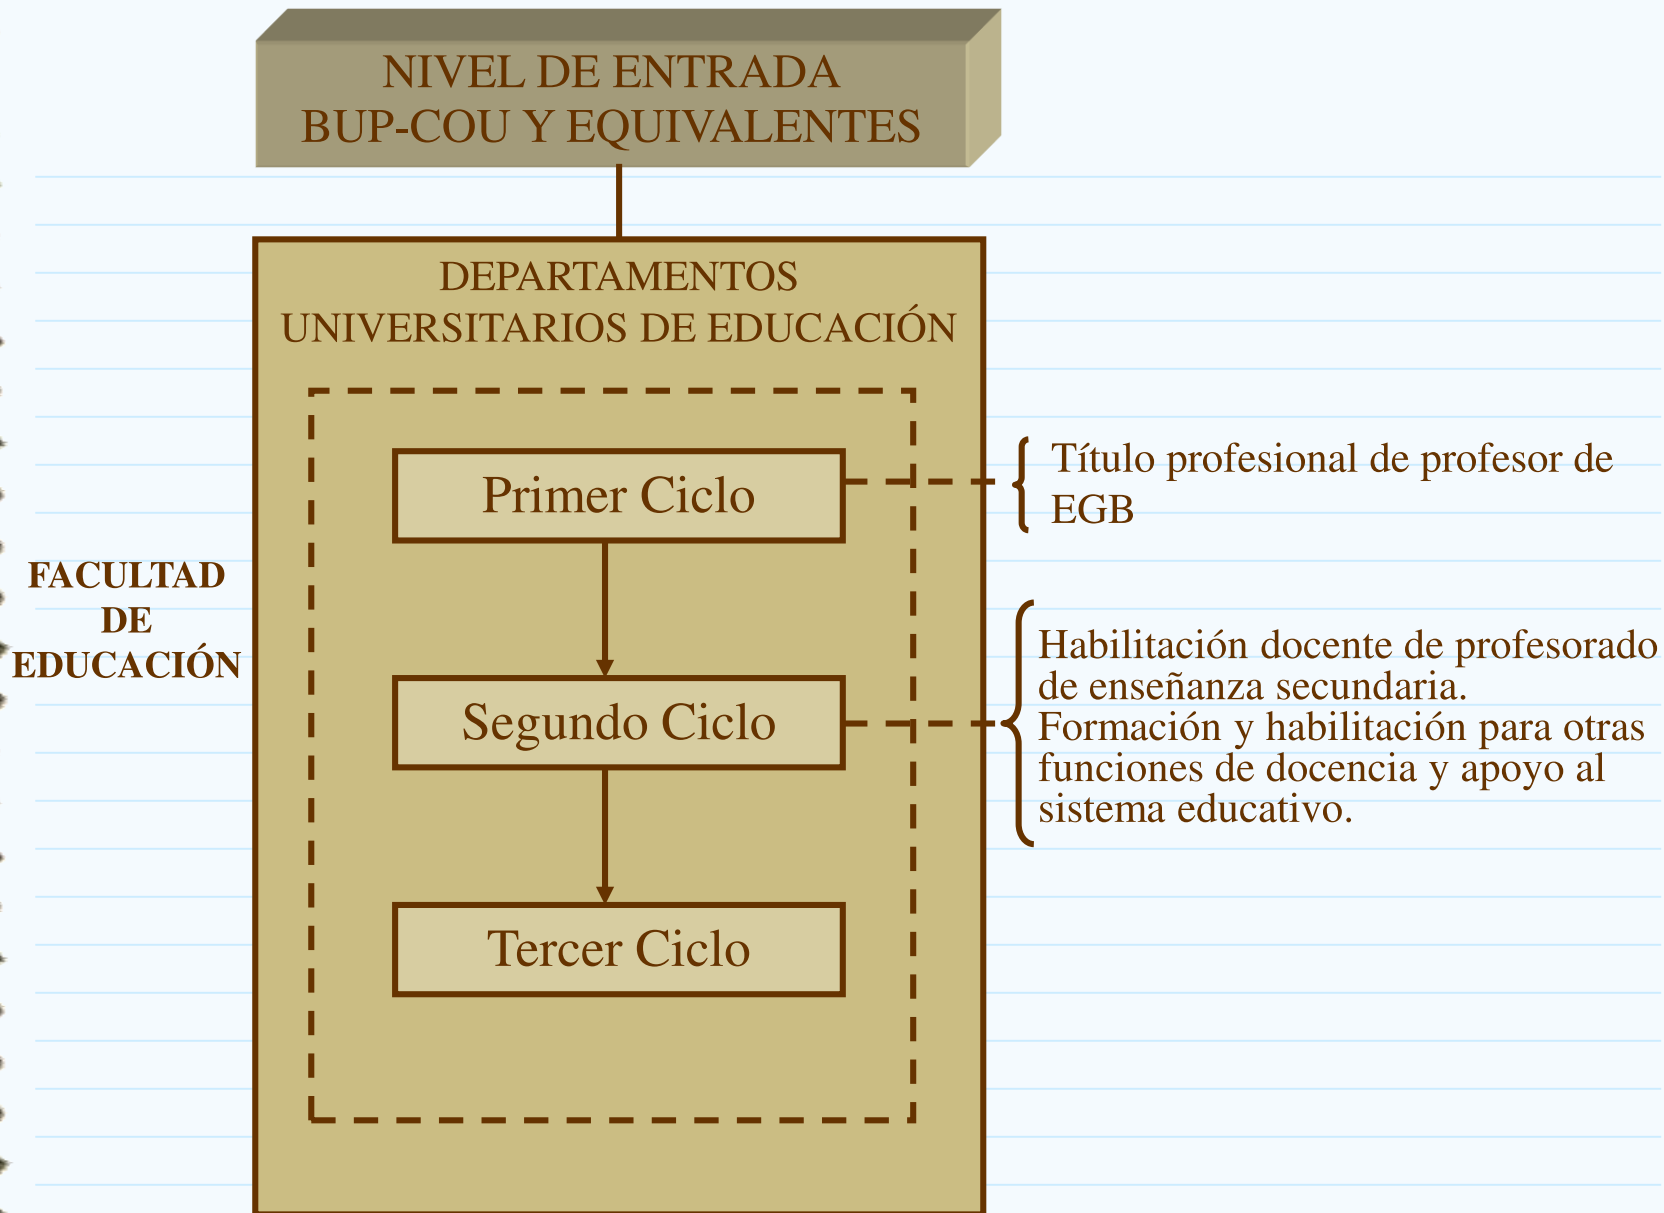 NIVEL DE ENTRADA
BUP-COU Y EQUIVALENTES
DEPARTAMENTOS
UNIVERSITARIOS DE EDUCACIÓN
Primer Ciclo
Título profesional de profesor de
EGB
FACULTAD
DE
EDUCACIÓN
Segundo Ciclo
Habilitación docente de profesorado
de enseñanza secundaria.
Formación y habilitación para otras
funciones de docencia y apoyo al
sistema educativo.
Tercer Ciclo